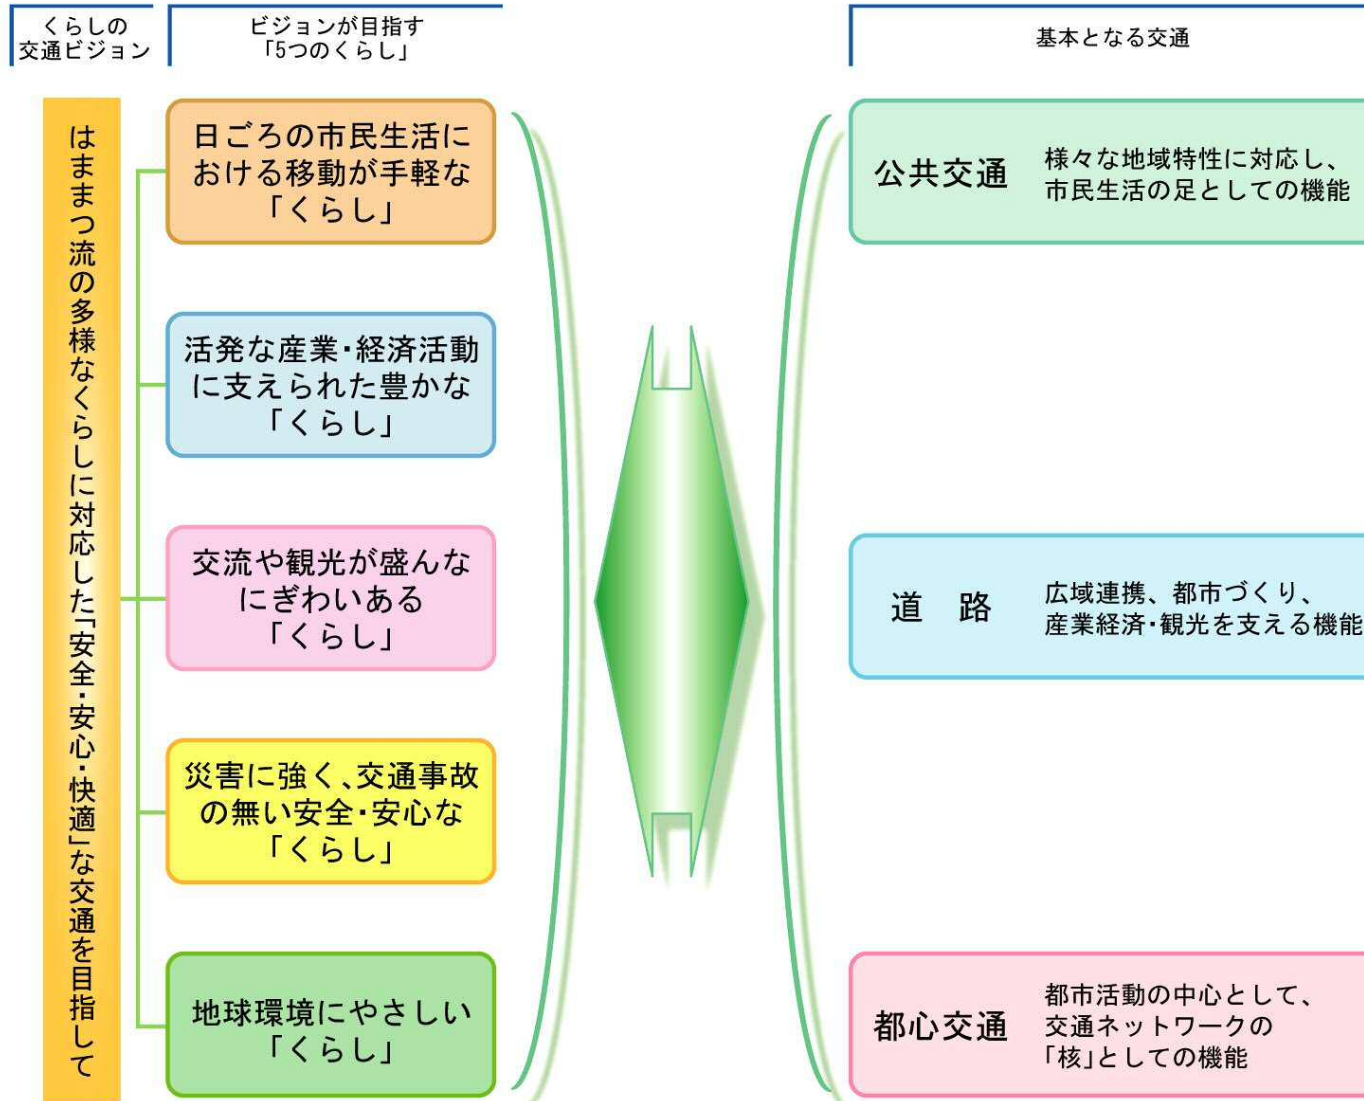 くらしの
交通ビジョン
ビジョンが目指す
「5つのくらし」
基本となる交通
はままつ流の多様なくらしに対応した「安全・安心・快適」な交通を目指して
日ごろの市民生活に
おける移動が手軽な
「くらし」
活発な産業・経済活動
に支えられた豊かな
「くらし」
交流や観光が盛んな
にぎわいある
「くらし」
災害に強く、交通事故
の無い安全・安心な
「くらし」
地球環境にやさしい
「くらし」
公共交通
様々な地域特性に対応し、
市民生活の足としての機能
道　路
広域連携、都市づくり、
産業経済・観光を支える機能
都心交通
都市活動の中心として、
交通ネットワークの
「核」としての機能